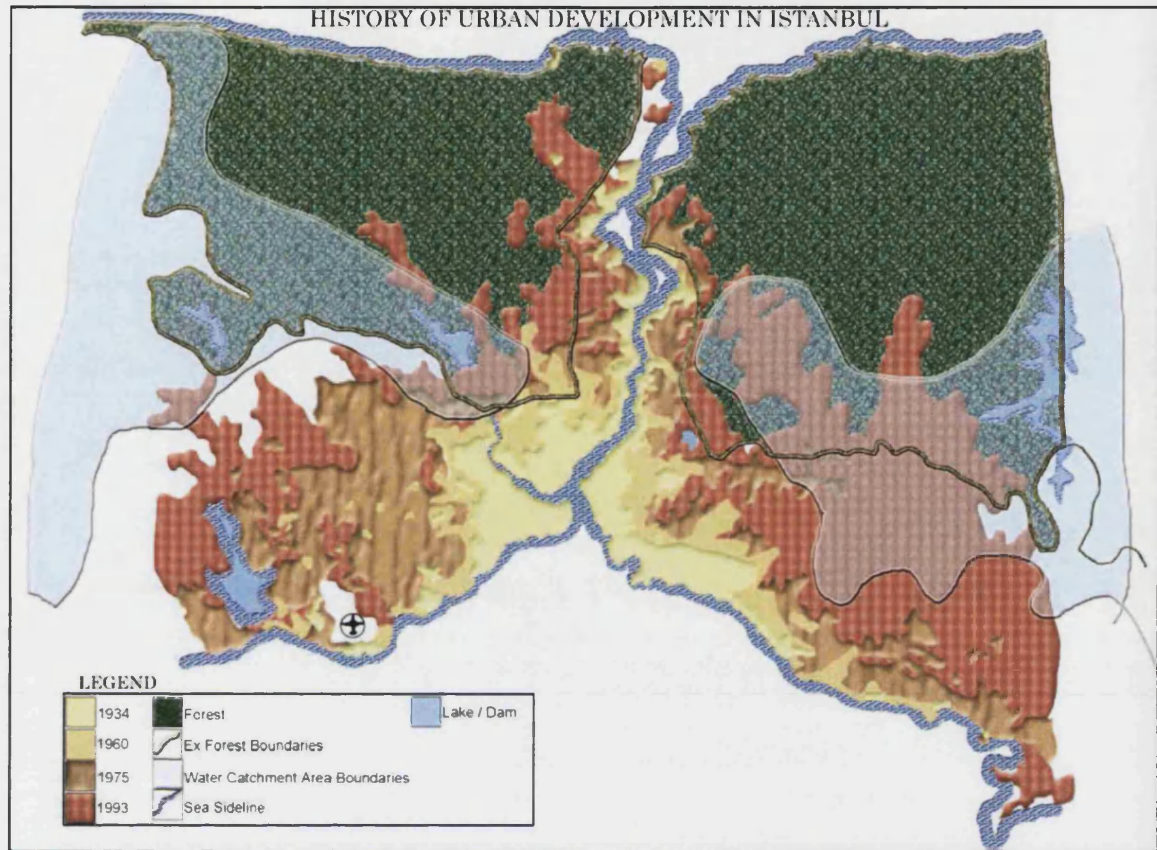 HISTORY OF URBAN DEVELOPMENT IN ISTANBUL
LEGEND
1934
Forest
Lake / Dam
1960
Ex Forest Boundaries
1975
Water Catchment Area Boundaries
1993
Sea Sideline